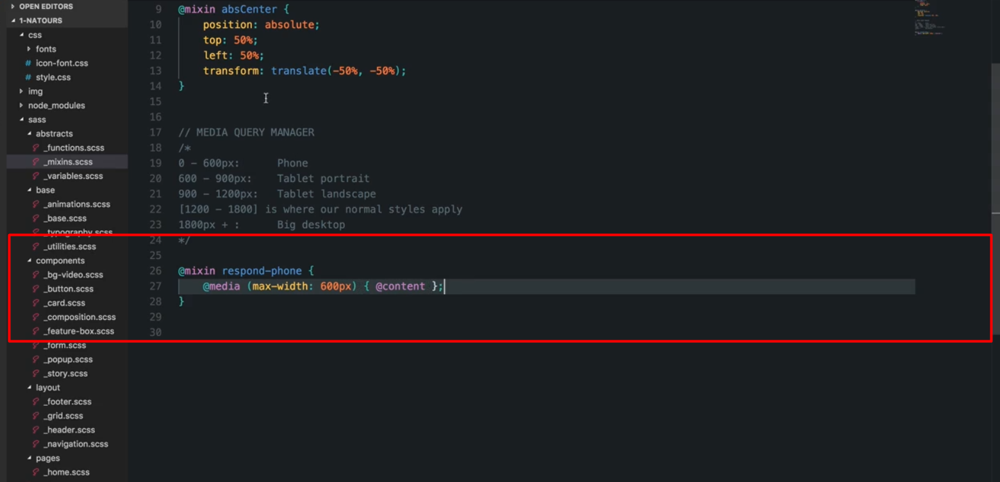 OPEN EDITORS
1-NATOURS
css
fonts
# icon-font.css
# style.css
img
node_modules
sass
abstracts
_functions.scss
_mixins.scss
_variables.scss
base
_animations.scss
_base.scss
_typography.scss
_utilities.scss
components
_bg-video.scss
_button.scss
_card.scss
_composition.scss
_feature-box.scss
_form.scss
_popup.scss
_story.scss
layout
_footer.scss
_grid.scss
_header.scss
_navigation.scss
pages
_home.scss
9 @mixin absCenter {
10 position: absolute;
11 top: 50%;
12 left: 50%;
13 transform: translate(-50%, -50%);
14 }
15
16
17 // MEDIA QUERY MANAGER
18 /*
19 0 - 600px: Phone
20 600 - 900px: Tablet portrait
21 900 - 1200px: Tablet landscape
22 [1200 - 1800] is where our normal styles apply
23 1800px + : Big desktop
24 */
25
26 @mixin respond-phone {
27 @media (max-width: 600px) { @content };
28 }
29
30